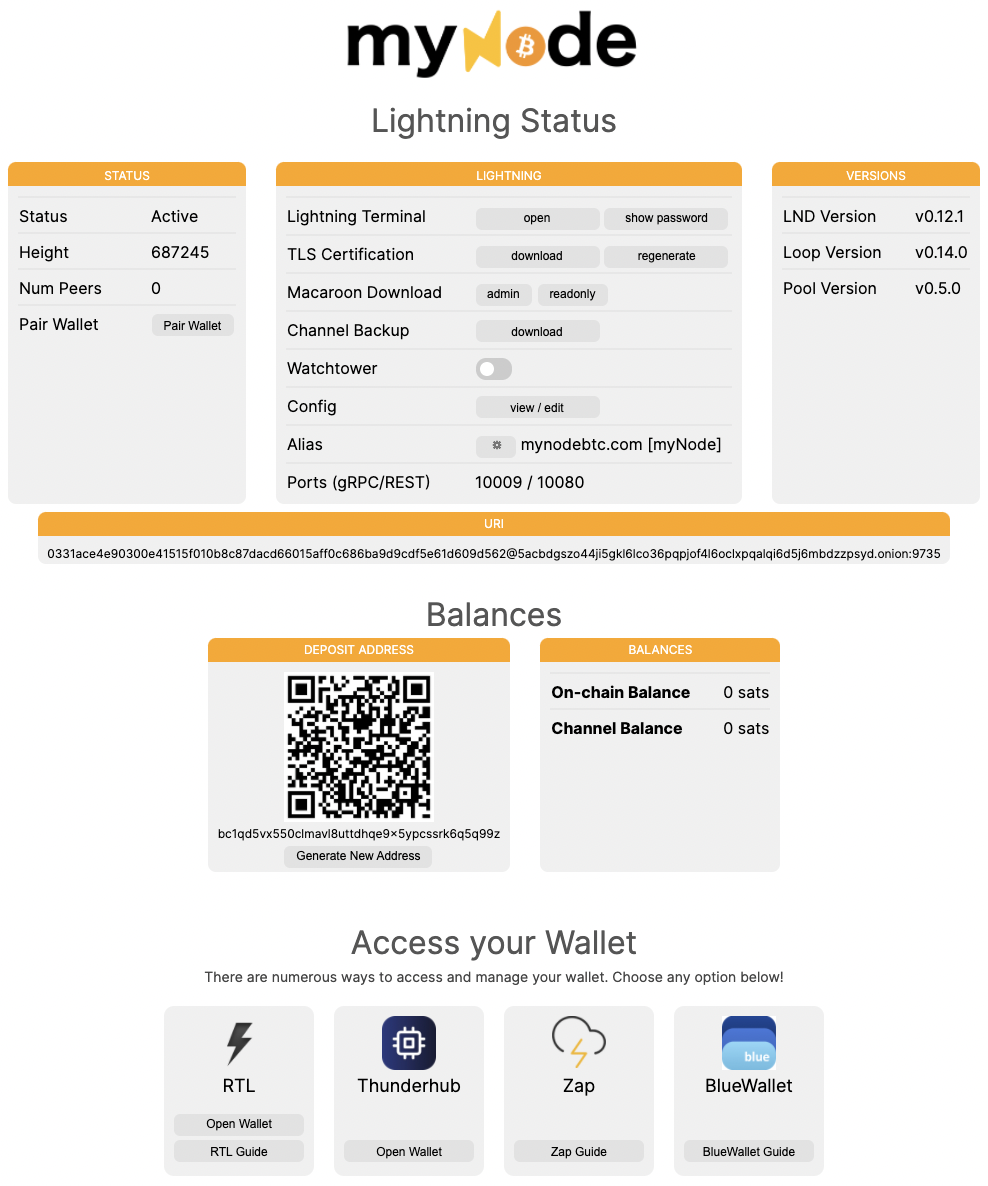 myNode
Lightning Status
STATUS
Status Active
Height 687245
Num Peers 0
Pair Wallet Pair Wallet
LIGHTNING
Lightning Terminal open show password
TLS Certification download regenerate
Macaroon Download admin readonly
Channel Backup download
Watchtower
Config view / edit
Alias mynodebtc.com [myNode]
Ports (gRPC/REST) 10009 / 10080
VERSIONS
LND Version v0.12.1
Loop Version v0.14.0
Pool Version v0.5.0
URI
0331ace4e90300e41515f010b8c87dacd66015aff0c686ba9d9cdf5e61d609d562@5acbdgszo44ji5gkl6lco36pqpjof4l6oclxpqalqi6d5j6mbdzzpsyd.onion:9735
Balances
DEPOSIT ADDRESS
bc1qd5vx550clmavl8uttdhqe9x5ypcssrk6q5q99z
Generate New Address
BALANCES
On-chain Balance 0 sats
Channel Balance 0 sats
Access your Wallet
There are numerous ways to access and manage your wallet. Choose any option below!
RTL
Open Wallet
RTL Guide
Thunderhub
Open Wallet
Zap
Zap Guide
blue
BlueWallet
BlueWallet Guide